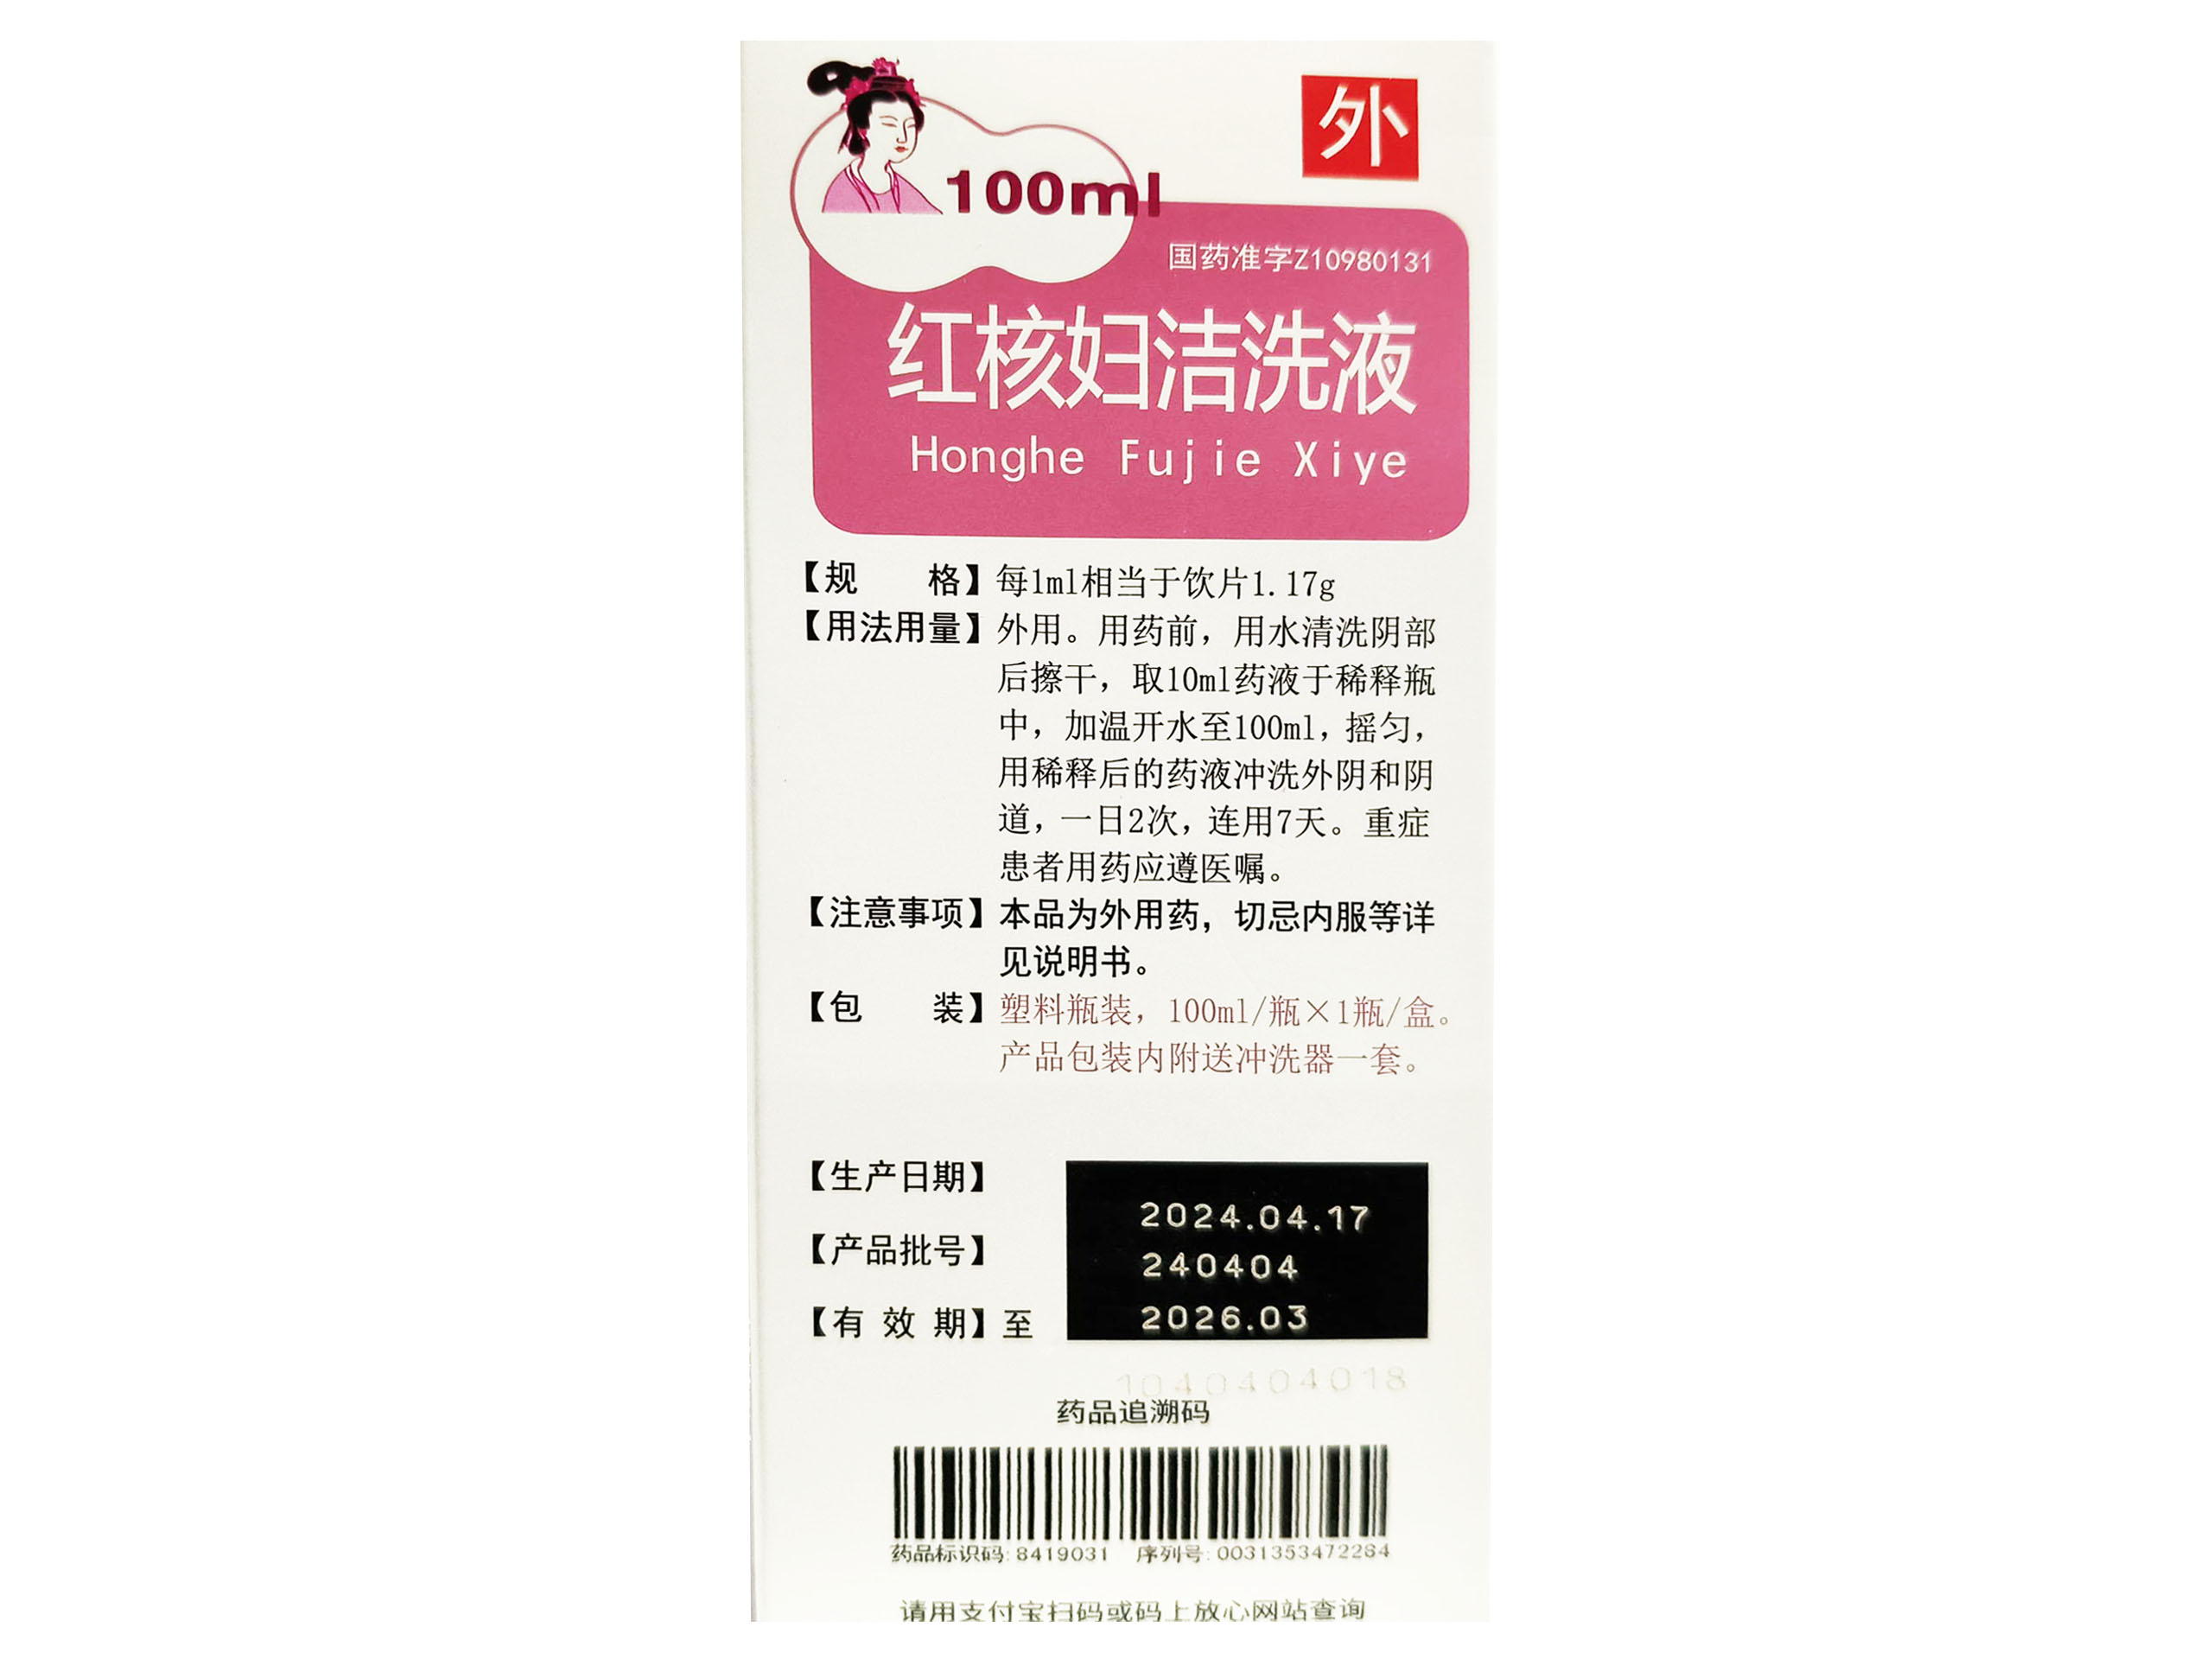 外
100ml
国药准字Z10980131
红核妇洁洗液
Honghe Fujie Xiye
【规　　格】每1ml相当于饮片1.17g
【用法用量】外用。用药前，用水清洗阴部
后擦干，取10ml药液于稀释瓶
中，加温开水至100ml，摇匀，
用稀释后的药液冲洗外阴和阴
道，一日2次，连用7天。重症
患者用药应遵医嘱。
【注意事项】本品为外用药，切忌内服等详
见说明书。
【包　　装】塑料瓶装，100ml/瓶×1瓶/盒。
产品包装内附送冲洗器一套。
【生产日期】 2024.04.17
【产品批号】 240404
【有 效 期】至 2026.03
1040404018
药品追溯码
药品标识码:8419031 序列号:0031353472264
请用支付宝扫码或码上放心网站查询